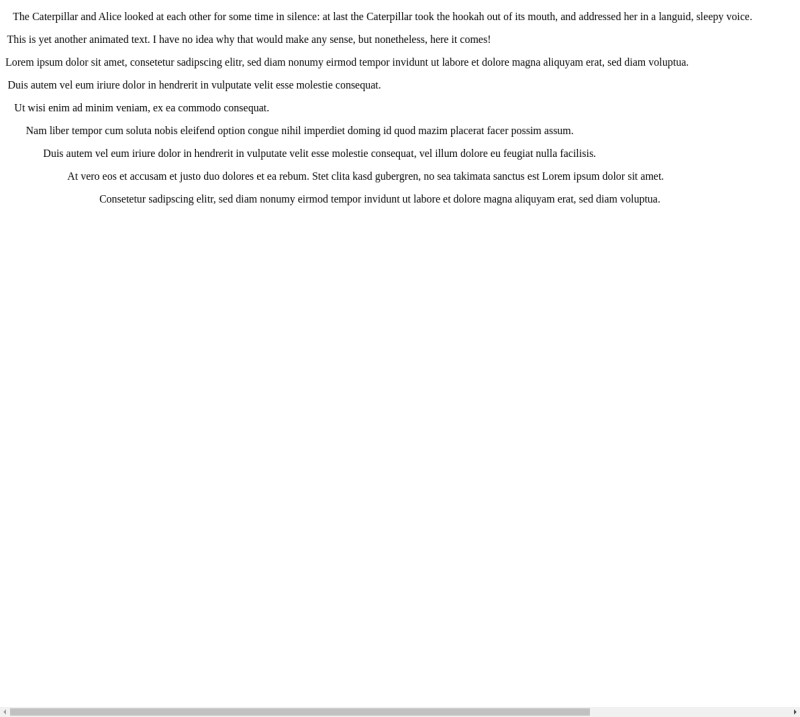 The Caterpillar and Alice looked at each other for some time in silence: at last the Caterpillar took the hookah out of its mouth, and addressed her in a languid, sleepy voice.
This is yet another animated text. I have no idea why that would make any sense, but nonetheless, here it comes!
Lorem ipsum dolor sit amet, consetetur sadipscing elitr, sed diam nonumy eirmod tempor invidunt ut labore et dolore magna aliquyam erat, sed diam voluptua.
Duis autem vel eum iriure dolor in hendrerit in vulputate velit esse molestie consequat.
Ut wisi enim ad minim veniam, ex ea commodo consequat.
Nam liber tempor cum soluta nobis eleifend option congue nihil imperdiet doming id quod mazim placerat facer possim assum.
Duis autem vel eum iriure dolor in hendrerit in vulputate velit esse molestie consequat, vel illum dolore eu feugiat nulla facilisis.
At vero eos et accusam et justo duo dolores et ea rebum. Stet clita kasd gubergren, no sea takimata sanctus est Lorem ipsum dolor sit amet.
Consetetur sadipscing elitr, sed diam nonumy eirmod tempor invidunt ut labore et dolore magna aliquyam erat, sed diam voluptua.